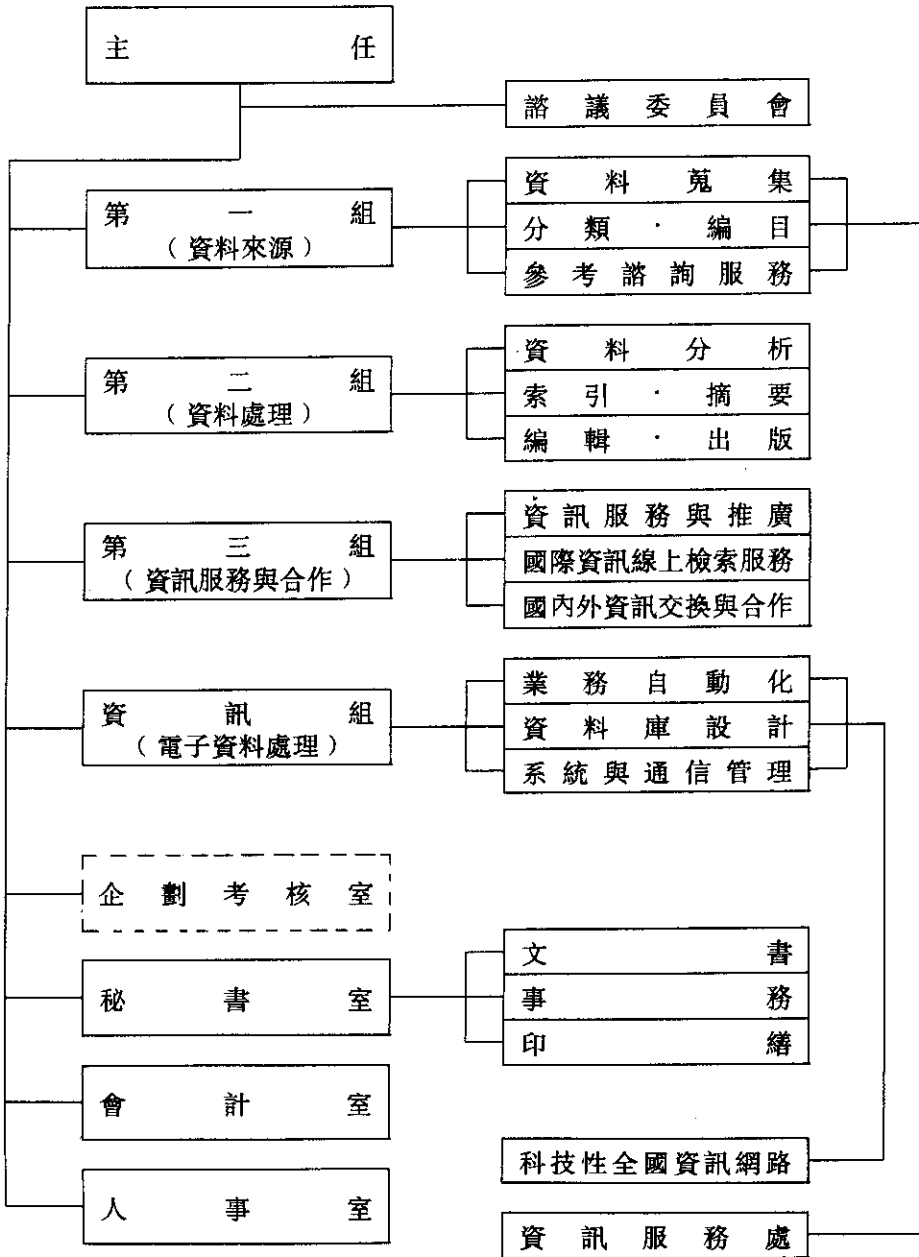 主任
諮議委員會
第一組
（資料來源）
資料蒐集
分類·編目
參考諮詢服務
第二組
（資料處理）
資料分析
索引·摘要
編輯·出版
第三組
（資訊服務與合作）
資訊服務與推廣
國際資訊線上檢索服務
國內外資訊交換與合作
資訊組
（電子資料處理）
業務自動化
資料庫設計
系統與通信管理
企劃考核室
秘書室
文書
事務
印繕
會計室
人事室
科技性全國資訊網路
資訊服務處